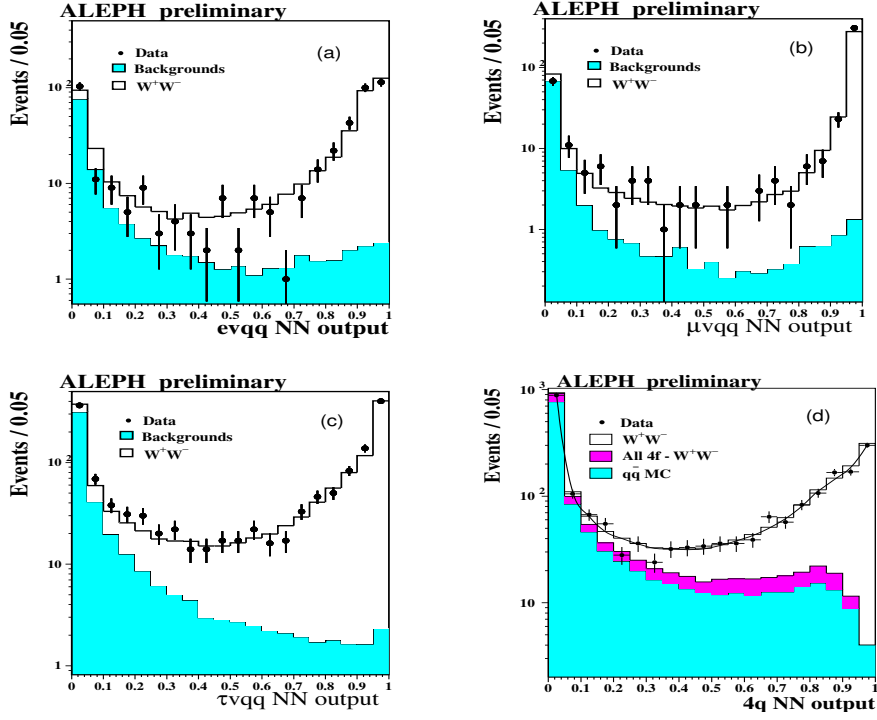 ALEPH preliminary
Events / 0.05
(a)
Data
Backgrounds
W+W−
10²
10
1
0 0.1 0.2 0.3 0.4 0.5 0.6 0.7 0.8 0.9 1
evqq NN output
ALEPH preliminary
Events / 0.05
(b)
Data
Backgrounds
W+W−
10²
10
1
0 0.1 0.2 0.3 0.4 0.5 0.6 0.7 0.8 0.9 1
μvqq NN output
ALEPH preliminary
Events / 0.05
(c)
Data
Backgrounds
W+W−
10²
10
1
0 0.1 0.2 0.3 0.4 0.5 0.6 0.7 0.8 0.9 1
τvqq NN output
ALEPH preliminary
Events / 0.05
(d)
Data
W+W−
All 4f - W+W−
qq̄ MC
10³
10²
10
0 0.1 0.2 0.3 0.4 0.5 0.6 0.7 0.8 0.9 1
4q NN output